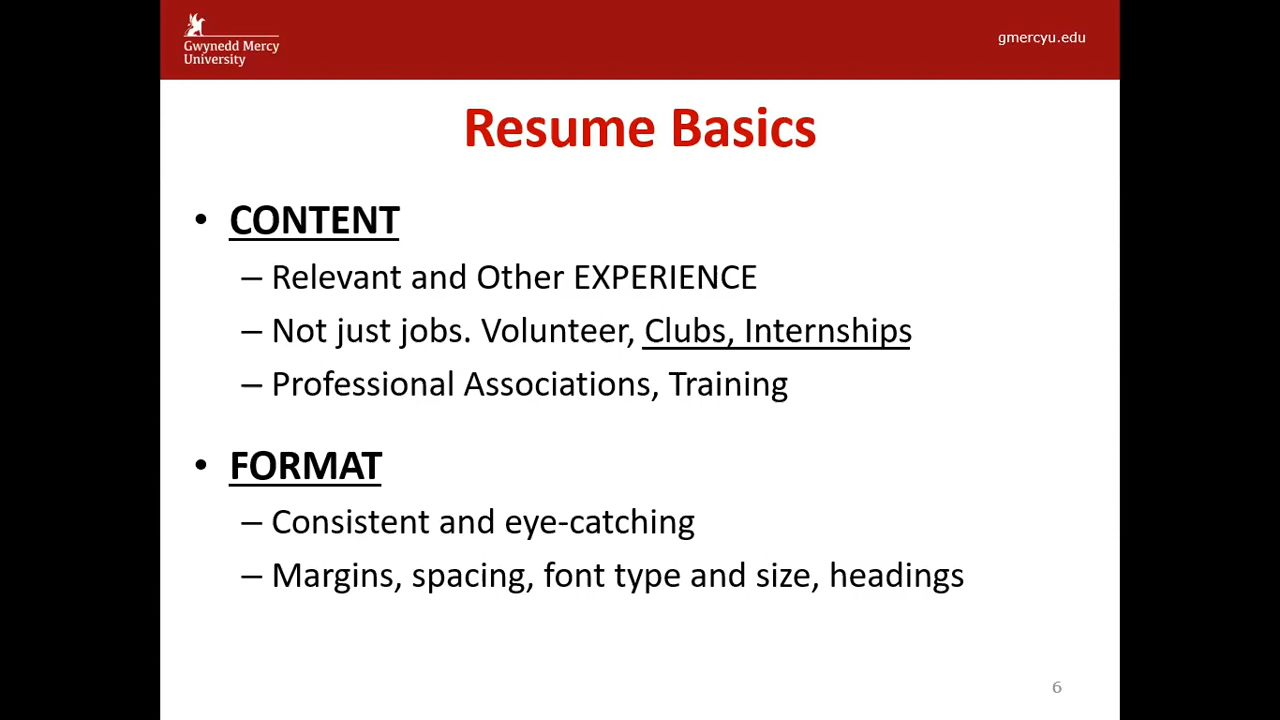 Gwynedd Mercy
University
gmercyu.edu
Resume Basics
• CONTENT
– Relevant and Other EXPERIENCE
– Not just jobs. Volunteer, Clubs, Internships
– Professional Associations, Training
• FORMAT
– Consistent and eye-catching
– Margins, spacing, font type and size, headings
6